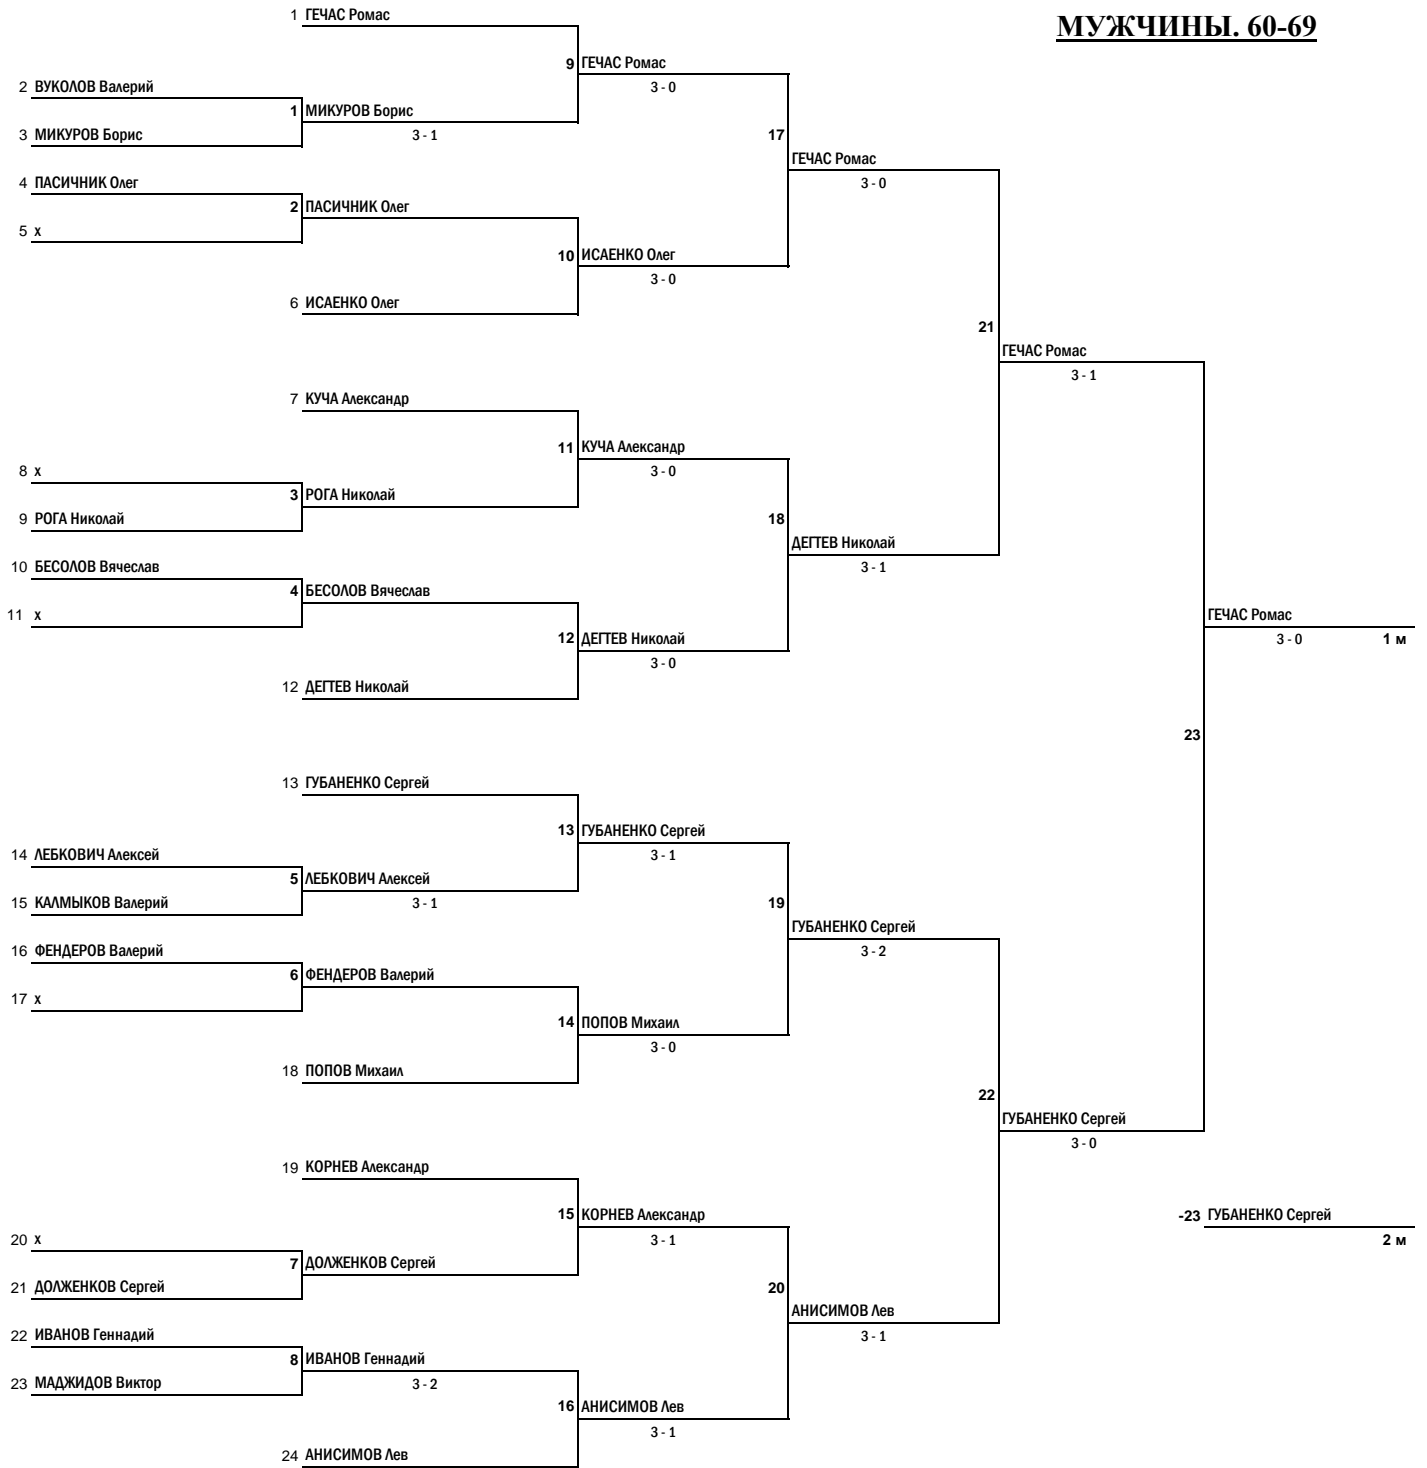 1 ГЕЧАС Ромас
МУЖЧИНЫ. 60-69
9 ГЕЧАС Ромас
2 ВУКОЛОВ Валерий 3 - 0
1 МИКУРОВ Борис
3 МИКУРОВ Борис 3 - 1 17
ГЕЧАС Ромас
4 ПАСИЧНИК Олег 3 - 0
2 ПАСИЧНИК Олег
5 х
10 ИСАЕНКО Олег
3 - 0
6 ИСАЕНКО Олег
21
ГЕЧАС Ромас
3 - 1
7 КУЧА Александр
11 КУЧА Александр
8 х 3 - 0
3 РОГА Николай
9 РОГА Николай 18
ДЕГТЕВ Николай
10 БЕСОЛОВ Вячеслав 3 - 1
4 БЕСОЛОВ Вячеслав
11 х ГЕЧАС Ромас
12 ДЕГТЕВ Николай 3 - 0 1 м
3 - 0
12 ДЕГТЕВ Николай
23
13 ГУБАНЕНКО Сергей
13 ГУБАНЕНКО Сергей
14 ЛЕБКОВИЧ Алексей 3 - 1
5 ЛЕБКОВИЧ Алексей
15 КАЛМЫКОВ Валерий 3 - 1 19
ГУБАНЕНКО Сергей
16 ФЕНДЕРОВ Валерий 3 - 2
6 ФЕНДЕРОВ Валерий
17 х
14 ПОПОВ Михаил
3 - 0
18 ПОПОВ Михаил
22
ГУБАНЕНКО Сергей
3 - 0
19 КОРНЕВ Александр
15 КОРНЕВ Александр -23 ГУБАНЕНКО Сергей
20 х 3 - 1 2 м
7 ДОЛЖЕНКОВ Сергей
21 ДОЛЖЕНКОВ Сергей 20
АНИСИМОВ Лев
22 ИВАНОВ Геннадий 3 - 1
8 ИВАНОВ Геннадий
23 МАДЖИДОВ Виктор 3 - 2
16 АНИСИМОВ Лев
3 - 1
24 АНИСИМОВ Лев